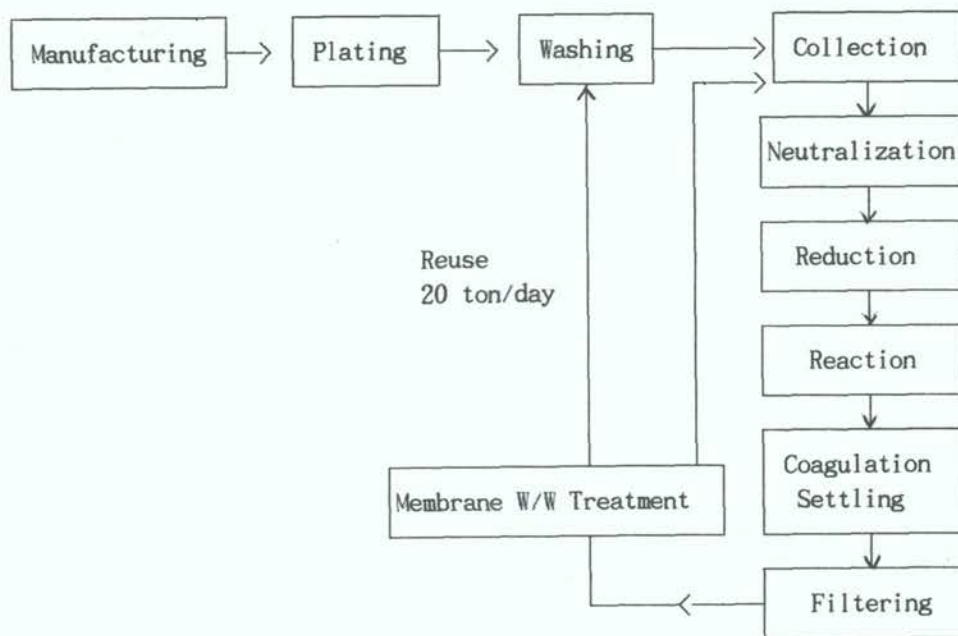 Manufacturing
Plating
Washing
Collection
Neutralization
Reduction
Reaction
Coagulation
Settling
Filtering
Membrane W/W Treatment
Reuse
20 ton/day